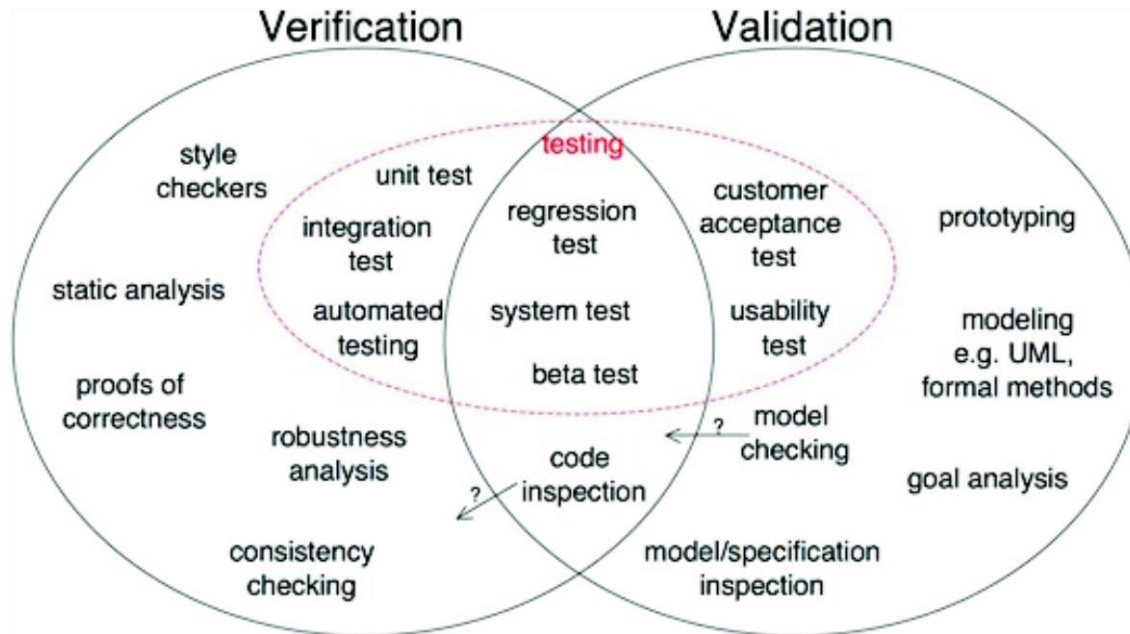 Verification
Validation
testing
style
checkers
unit test
integration
test
static analysis
automated
testing
proofs of
correctness
robustness
analysis
consistency
checking
regression
test
system test
beta test
code
inspection
?
customer
acceptance
test
usability
test
prototyping
modeling
e.g. UML,
formal methods
?
model
checking
goal analysis
model/specification
inspection